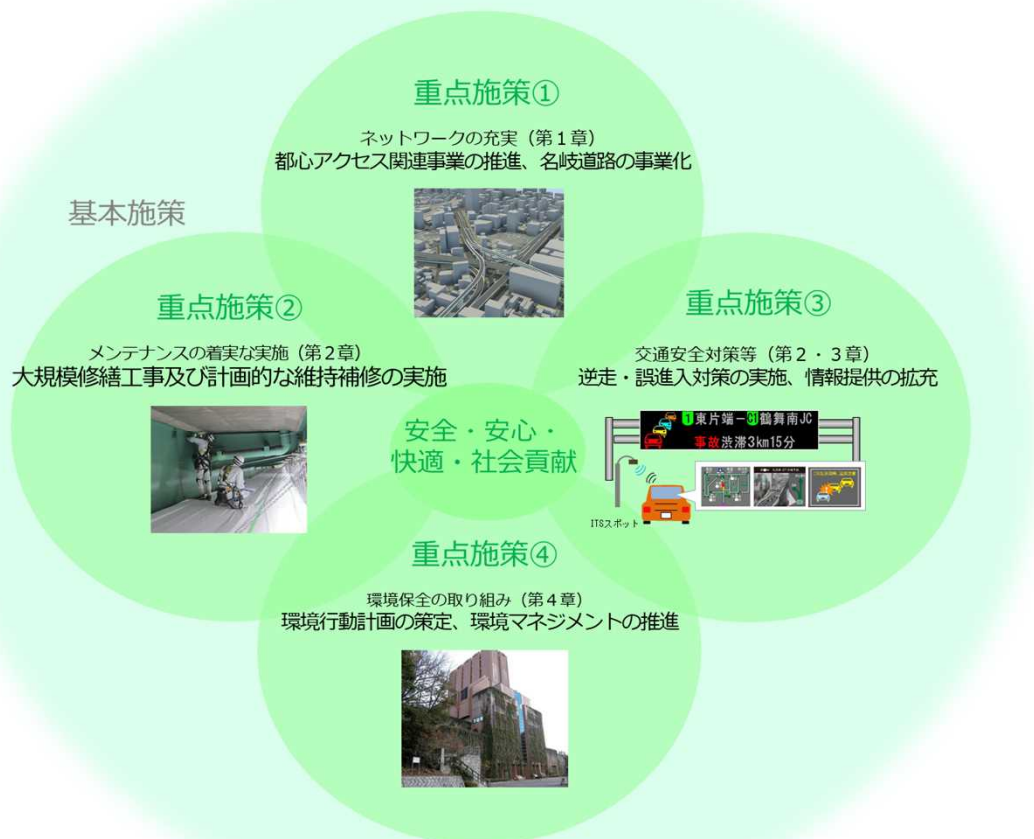 重点施策①
ネットワークの充実(第1章)
都心アクセス関連事業の推進、名岐道路の事業化
基本施策
重点施策②
メンテナンスの着実な実施(第2章)
大規模修繕工事及び計画的な維持補修の実施
重点施策③
交通安全対策等(第2・3章)
逆走・誤進入対策の実施、情報提供の拡充
1東片端-C1鶴舞南JC
事故渋滞3km15分
ITSスポット
安全・安心・
快適・社会貢献
重点施策④
環境保全の取り組み(第4章)
環境行動計画の策定、環境マネジメントの推進